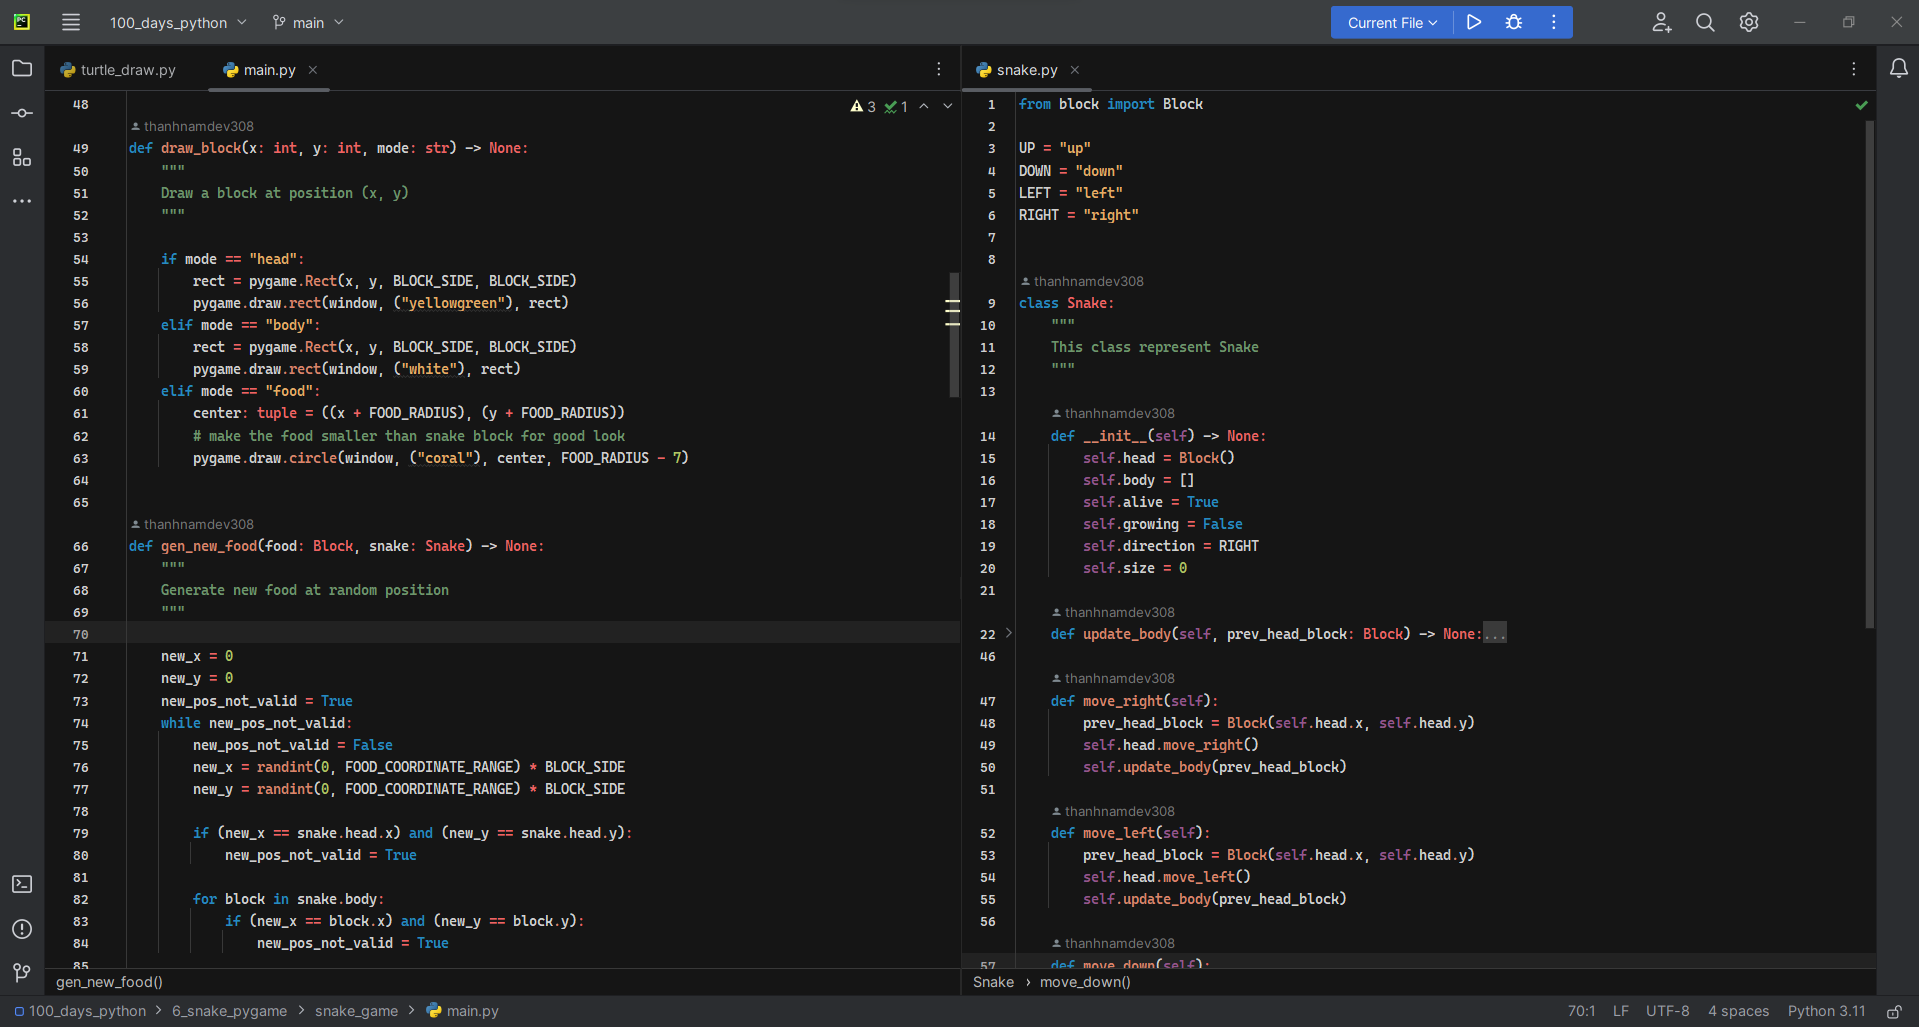 PC
100_days_python
main
Current File
turtle_draw.py
main.py
3
1
48
thanhnamdev308
49 def draw_block(x: int, y: int, mode: str) -> None:
50     """
51     Draw a block at position (x, y)
52     """
53
54     if mode == "head":
55         rect = pygame.Rect(x, y, BLOCK_SIDE, BLOCK_SIDE)
56         pygame.draw.rect(window, ("yellowgreen"), rect)
57     elif mode == "body":
58         rect = pygame.Rect(x, y, BLOCK_SIDE, BLOCK_SIDE)
59         pygame.draw.rect(window, ("white"), rect)
60     elif mode == "food":
61         center: tuple = ((x + FOOD_RADIUS), (y + FOOD_RADIUS))
62         # make the food smaller than snake block for good look
63         pygame.draw.circle(window, ("coral"), center, FOOD_RADIUS - 7)
64
65
thanhnamdev308
66 def gen_new_food(food: Block, snake: Snake) -> None:
67     """
68     Generate new food at random position
69     """
70
71     new_x = 0
72     new_y = 0
73     new_pos_not_valid = True
74     while new_pos_not_valid:
75         new_pos_not_valid = False
76         new_x = randint(0, FOOD_COORDINATE_RANGE) * BLOCK_SIDE
77         new_y = randint(0, FOOD_COORDINATE_RANGE) * BLOCK_SIDE
78
79         if (new_x == snake.head.x) and (new_y == snake.head.y):
80             new_pos_not_valid = True
81
82         for block in snake.body:
83             if (new_x == block.x) and (new_y == block.y):
84                 new_pos_not_valid = True
85
gen_new_food()
snake.py
1 from block import Block
2
3 UP = "up"
4 DOWN = "down"
5 LEFT = "left"
6 RIGHT = "right"
7
8
thanhnamdev308
9 class Snake:
10     """
11     This class represent Snake
12     """
13
thanhnamdev308
14     def __init__(self) -> None:
15         self.head = Block()
16         self.body = []
17         self.alive = True
18         self.growing = False
19         self.direction = RIGHT
20         self.size = 0
21
thanhnamdev308
22     def update_body(self, prev_head_block: Block) -> None:...
46
thanhnamdev308
47     def move_right(self):
48         prev_head_block = Block(self.head.x, self.head.y)
49         self.head.move_right()
50         self.update_body(prev_head_block)
51
thanhnamdev308
52     def move_left(self):
53         prev_head_block = Block(self.head.x, self.head.y)
54         self.head.move_left()
55         self.update_body(prev_head_block)
56
thanhnamdev308
57     def move_down(self):
Snake › move_down()
100_days_python > 6_snake_pygame > snake_game > main.py
70:1 LF UTF-8 4 spaces Python 3.11